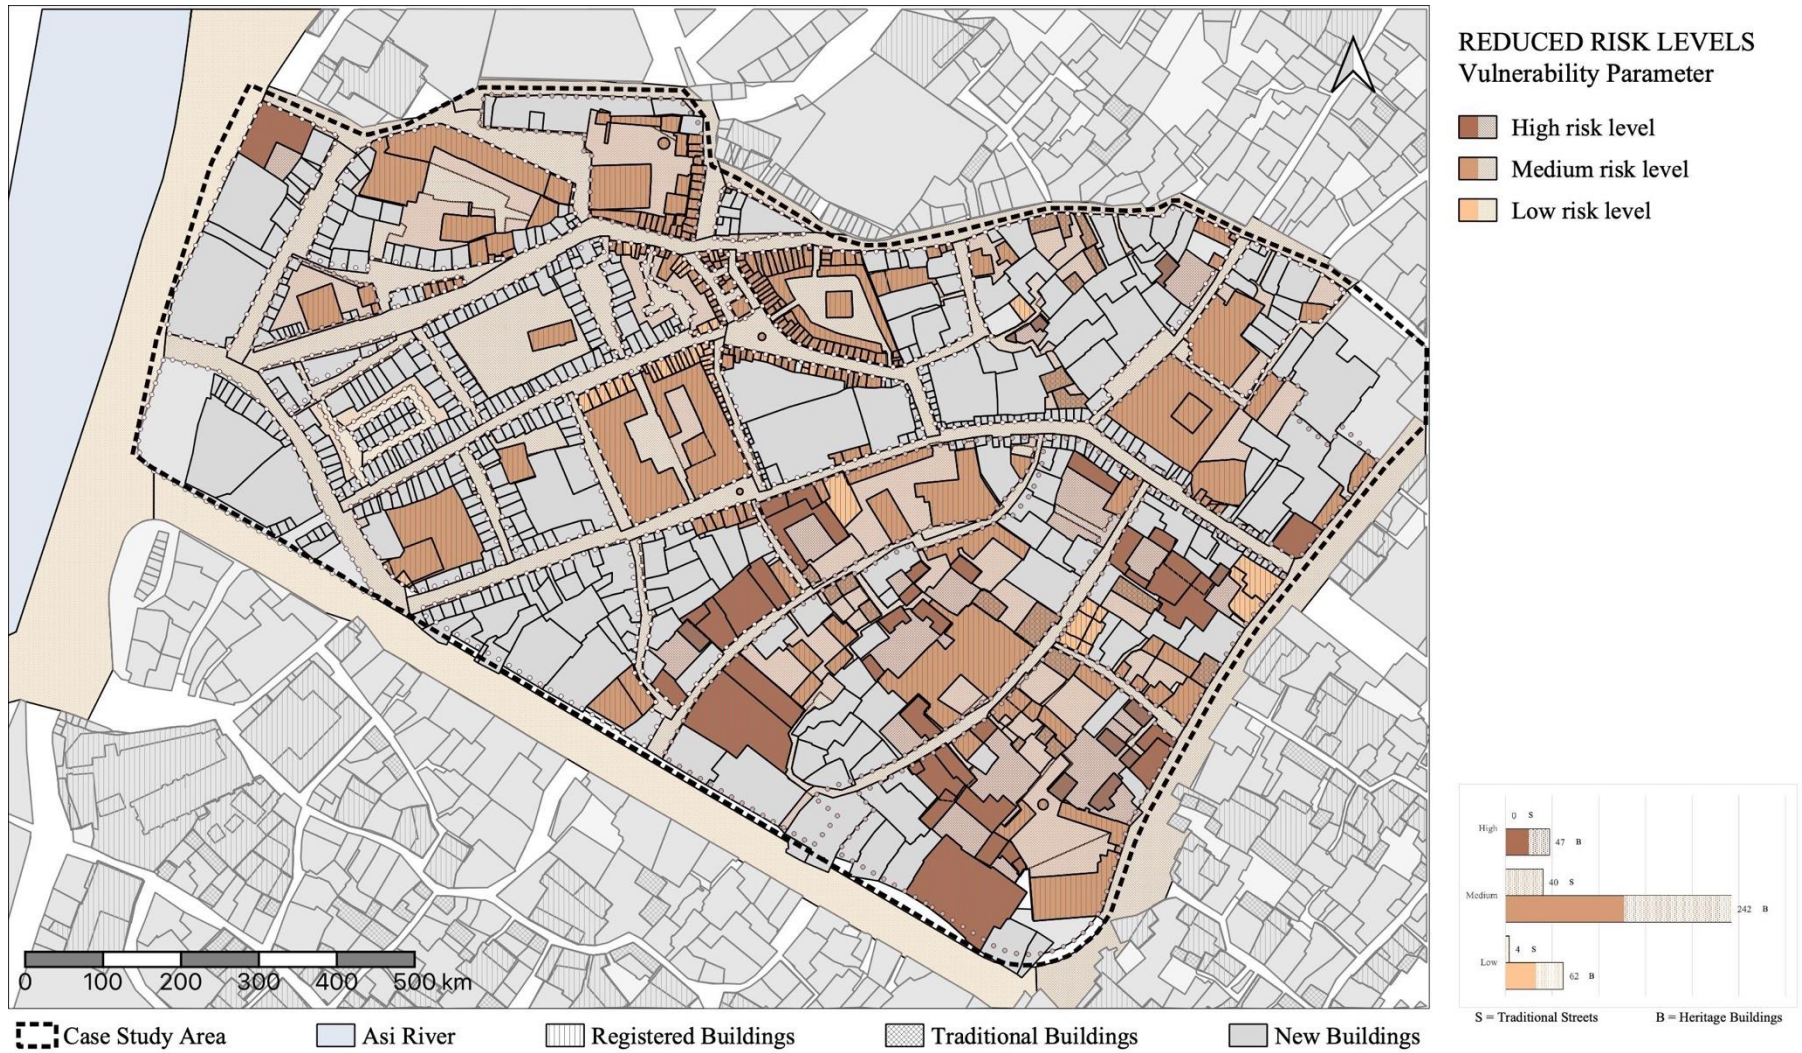 REDUCED RISK LEVELS
Vulnerability Parameter
High risk level
Medium risk level
Low risk level
High
0 S
47 B
Medium
40 S
242 B
Low
4 S
62 B
S = Traditional Streets B = Heritage Buildings
0 100 200 300 400 500 km
Case Study Area Asi River Registered Buildings Traditional Buildings New Buildings